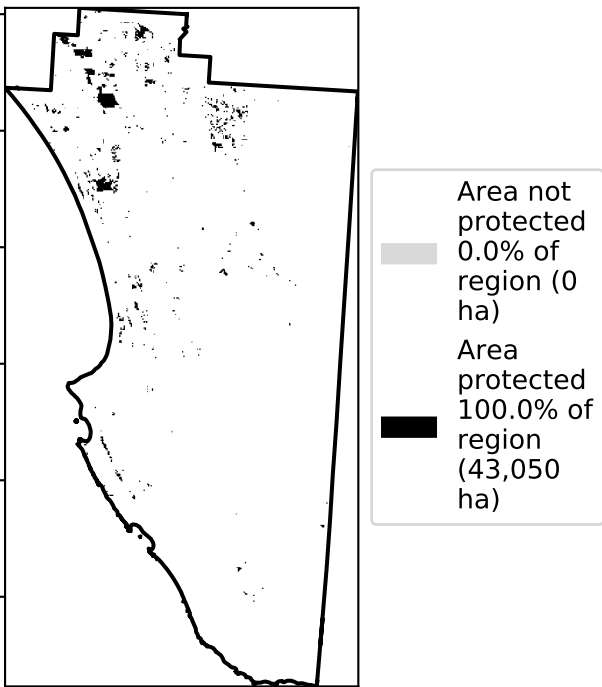 Area not
protected
0.0% of
region (0
ha)
Area
protected
100.0% of
region
(43,050
ha)